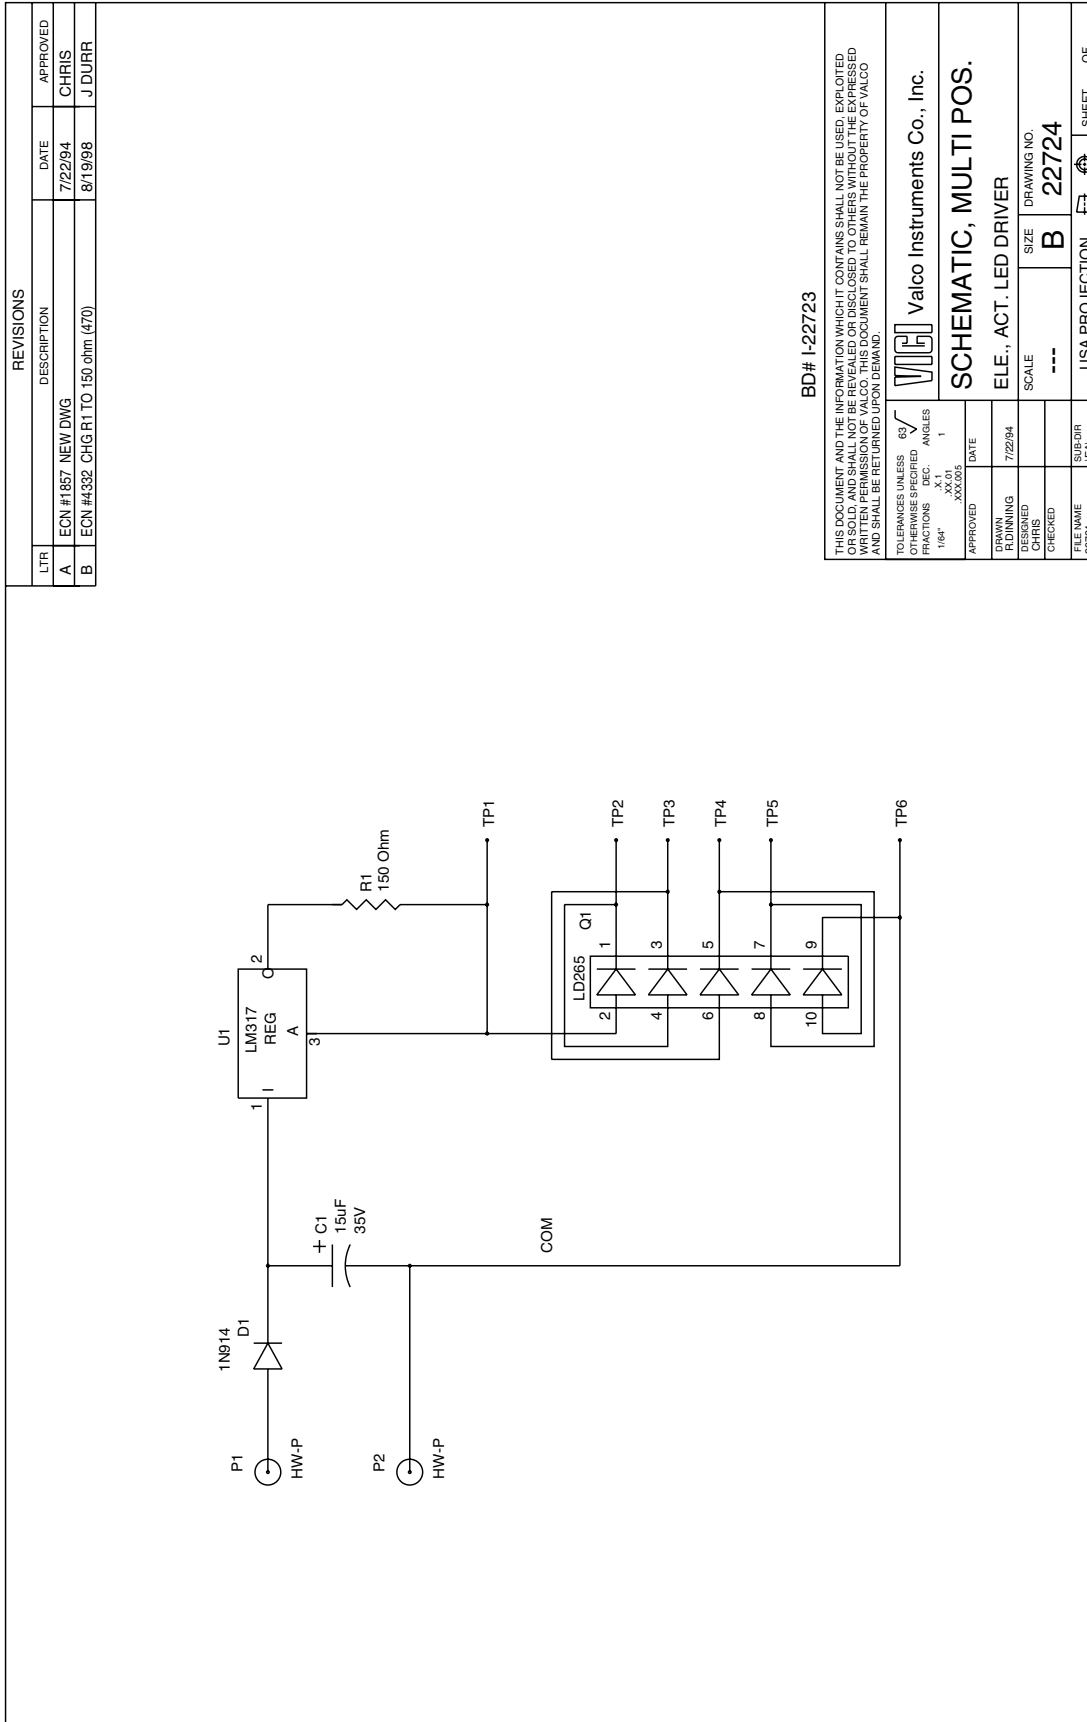 REVISIONS
LTR DESCRIPTION DATE APPROVED
A ECN #1857 NEW DWG 7/22/94 CHRIS
B ECN #4332 CHG R1 TO 150 ohm (470) 8/19/98 J DURR
P1
HW-P
P2
HW-P
1N914
D1
+ C1
15uF
35V
COM
U1
1
I
LM317
REG
A
3
O
2
R1
150 Ohm
TP1
LD265
Q1
2 1
4 3
6 5
8 7
10 9
TP2
TP3
TP4
TP5
TP6
BD# I-22723
THIS DOCUMENT AND THE INFORMATION WHICH IT CONTAINS SHALL NOT BE USED, EXPLOITED
OR SOLD, AND SHALL NOT BE REVEALED OR DISCLOSED TO OTHERS WITHOUT THE EXPRESSED
WRITTEN PERMISSION OF VALCO. THIS DOCUMENT SHALL REMAIN THE PROPERTY OF VALCO
AND SHALL BE RETURNED UPON DEMAND.
TOLERANCES UNLESS
OTHERWISE SPECIFIED
63
FRACTIONS DEC. ANGLES
1/64" .X.1 1
.XX.01
.XXX.005
APPROVED DATE
DRAWN
R.DINNING 7/22/94
DESIGNED
CHRIS
CHECKED
FILE NAME SUB-DIR
VICI Valco Instruments Co., Inc.
SCHEMATIC, MULTI POS.
ELE., ACT. LED DRIVER
SCALE SIZE DRAWING NO.
--- B 22724
USA PROJECTION SHEET OF